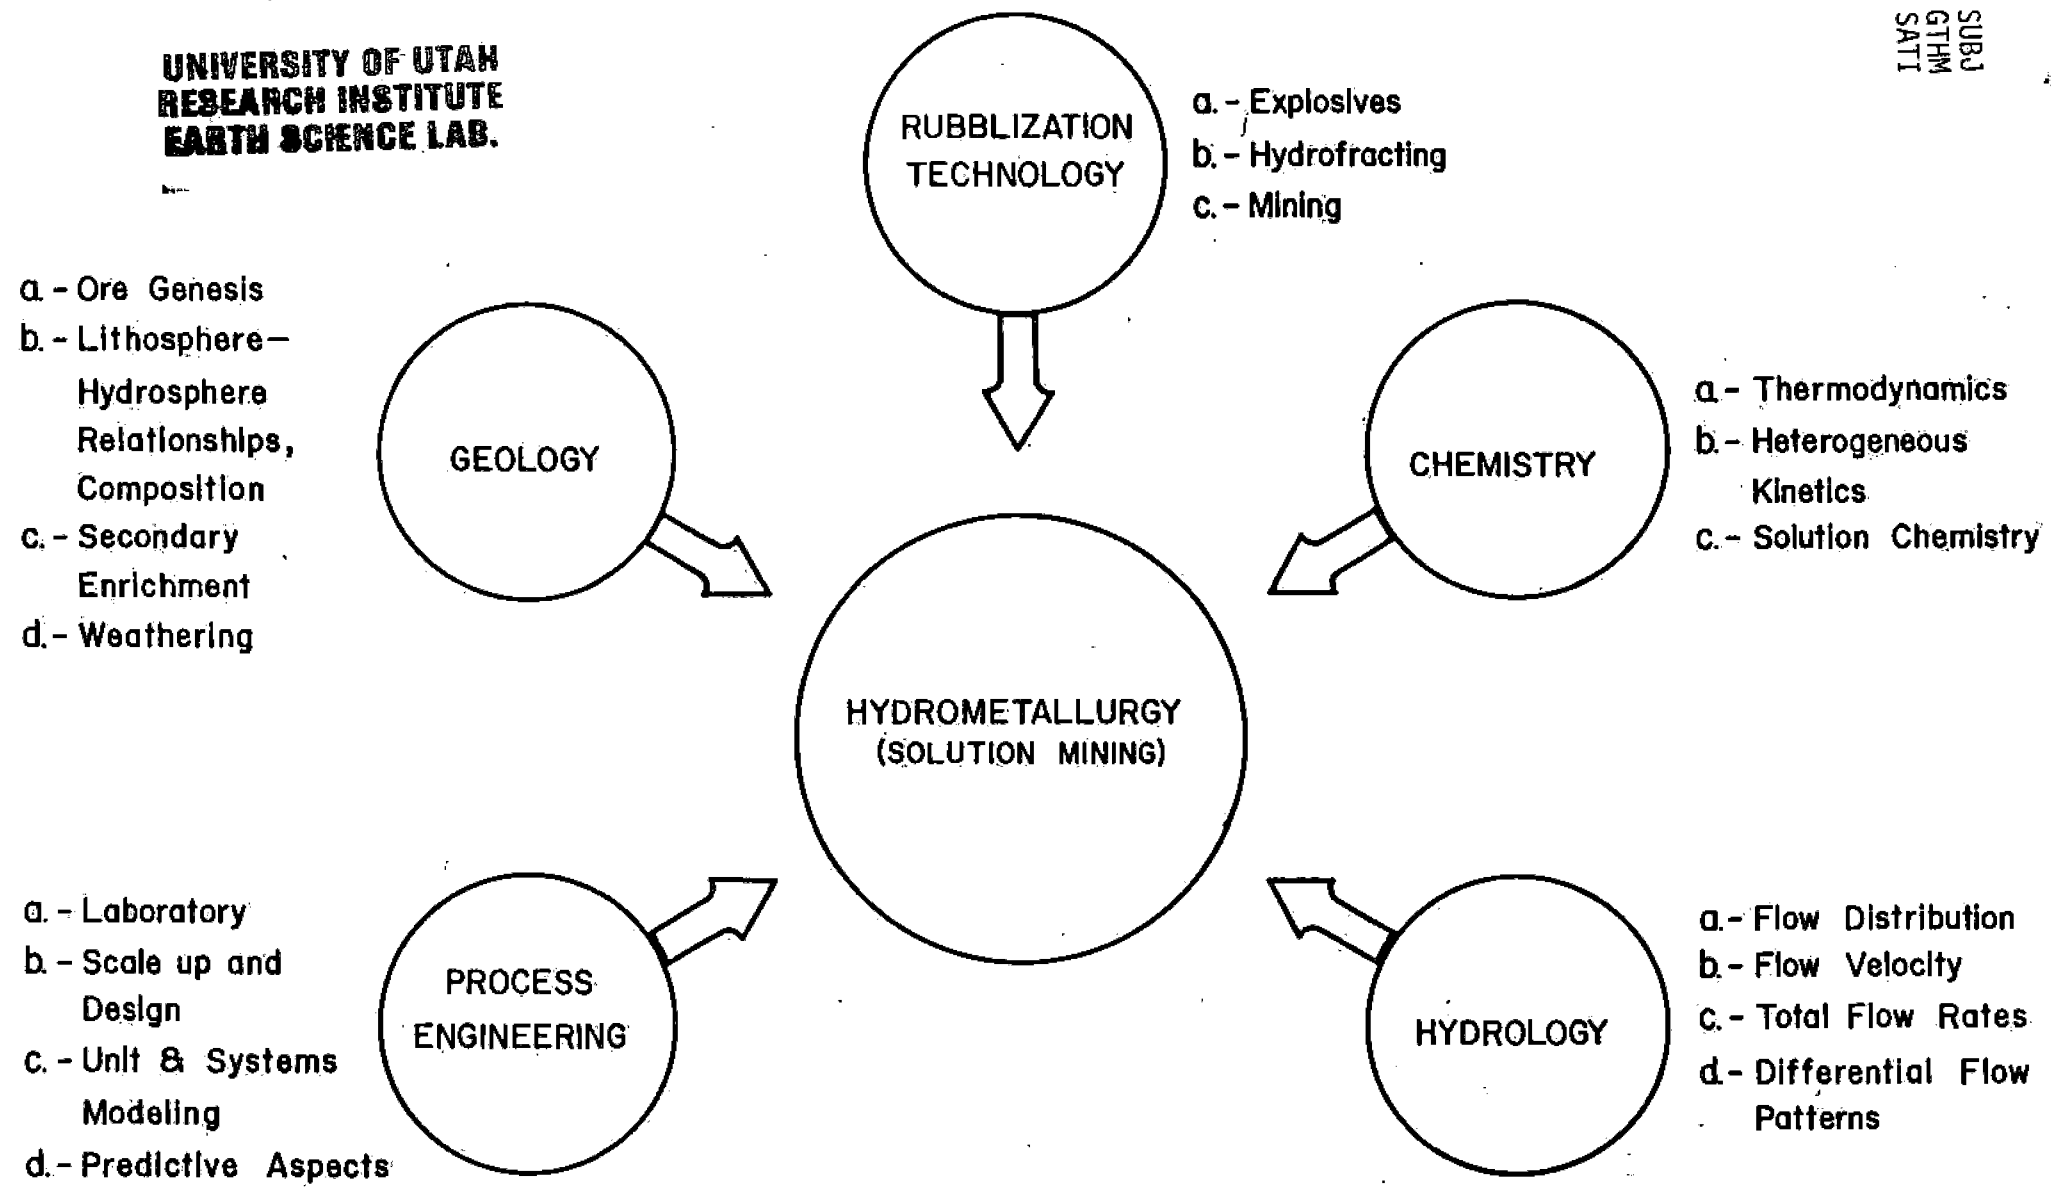 UNIVERSITY OF UTAH
RESEARCH INSTITUTE
EARTH SCIENCE LAB.
SUBJ
GTHM
SATI
RUBBLIZATION
TECHNOLOGY
a. - Explosives
b. - Hydrofracting
c. - Mining
a - Ore Genesis
b. - Lithosphere—
Hydrosphere
Relationships,
Composition
c. - Secondary
Enrichment
d. - Weathering
GEOLOGY
CHEMISTRY
a - Thermodynamics
b. - Heterogeneous
Kinetics
c. - Solution Chemistry
HYDROMETALLURGY
(SOLUTION MINING)
a. - Laboratory
b. - Scale up and
Design
c. - Unit & Systems
Modeling
d. - Predictive Aspects
PROCESS
ENGINEERING
HYDROLOGY
a. - Flow Distribution
b. - Flow Velocity
c. - Total Flow Rates
d - Differential Flow
Patterns